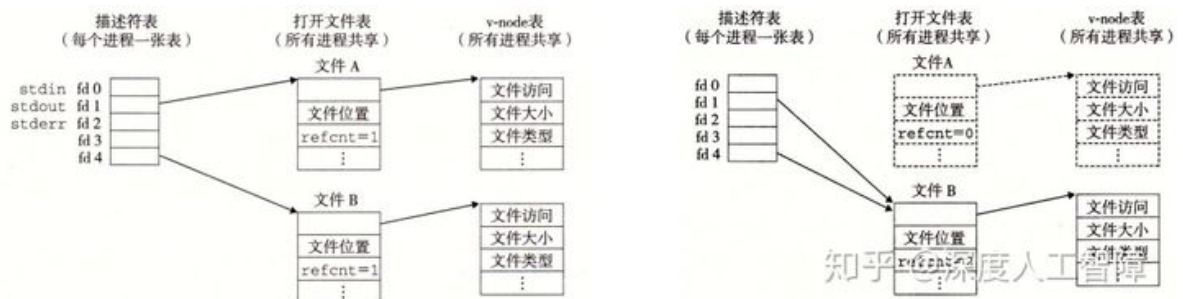 描述符表
（每个进程一张表）
打开文件表
（所有进程共享）
v-node表
（所有进程共享）
stdin fd 0
stdout fd 1
stderr fd 2
fd 3
fd 4
文件 A
文件位置
refcnt=1
⋮
文件访问
文件大小
文件类型
⋮
文件 B
文件位置
refcnt=1
⋮
文件访问
文件大小
文件类型
⋮
描述符表
（每个进程一张表）
打开文件表
（所有进程共享）
v-node表
（所有进程共享）
fd 0
fd 1
fd 2
fd 3
fd 4
文件A
文件位置
refcnt=0
⋮
文件访问
文件大小
文件类型
⋮
文件 B
文件位置
refcnt=2
⋮
文件访问
文件大小
文件类型
⋮
知乎 @深度人工智障